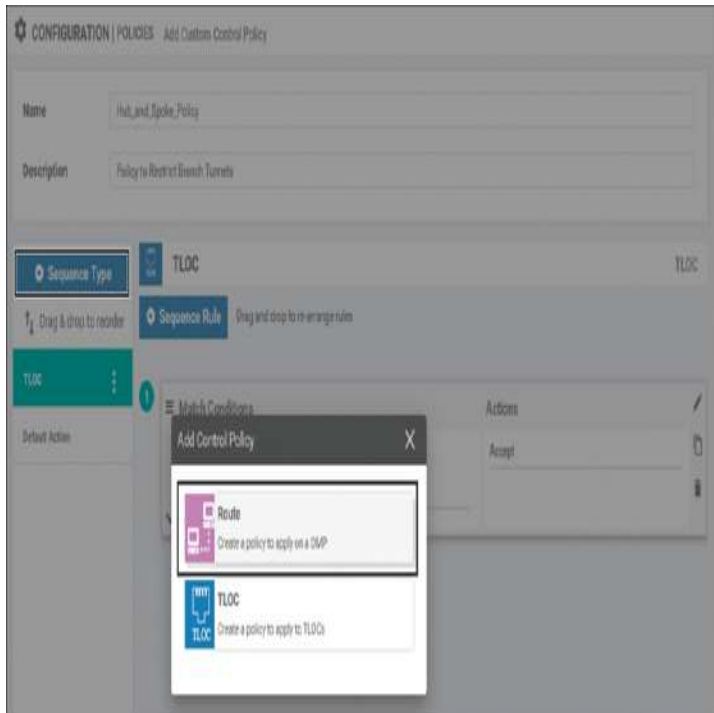 CONFIGURATION | POLICIES Add Custom Control Policy
Name
Hub_and_Spoke_Policy
Description
Policy to Restrict Branch Tunnels
Sequence Type
Drag & drop to reorder
TLOC
Default Action
TLOC
TLOC
Sequence Rule
Drag and drop to re-arrange rules
1
Match Conditions
Actions
Accept
Add Control Policy
X
Route
Create a policy to apply on a OMP
TLOC
TLOC
Create a policy to apply to TLOCs